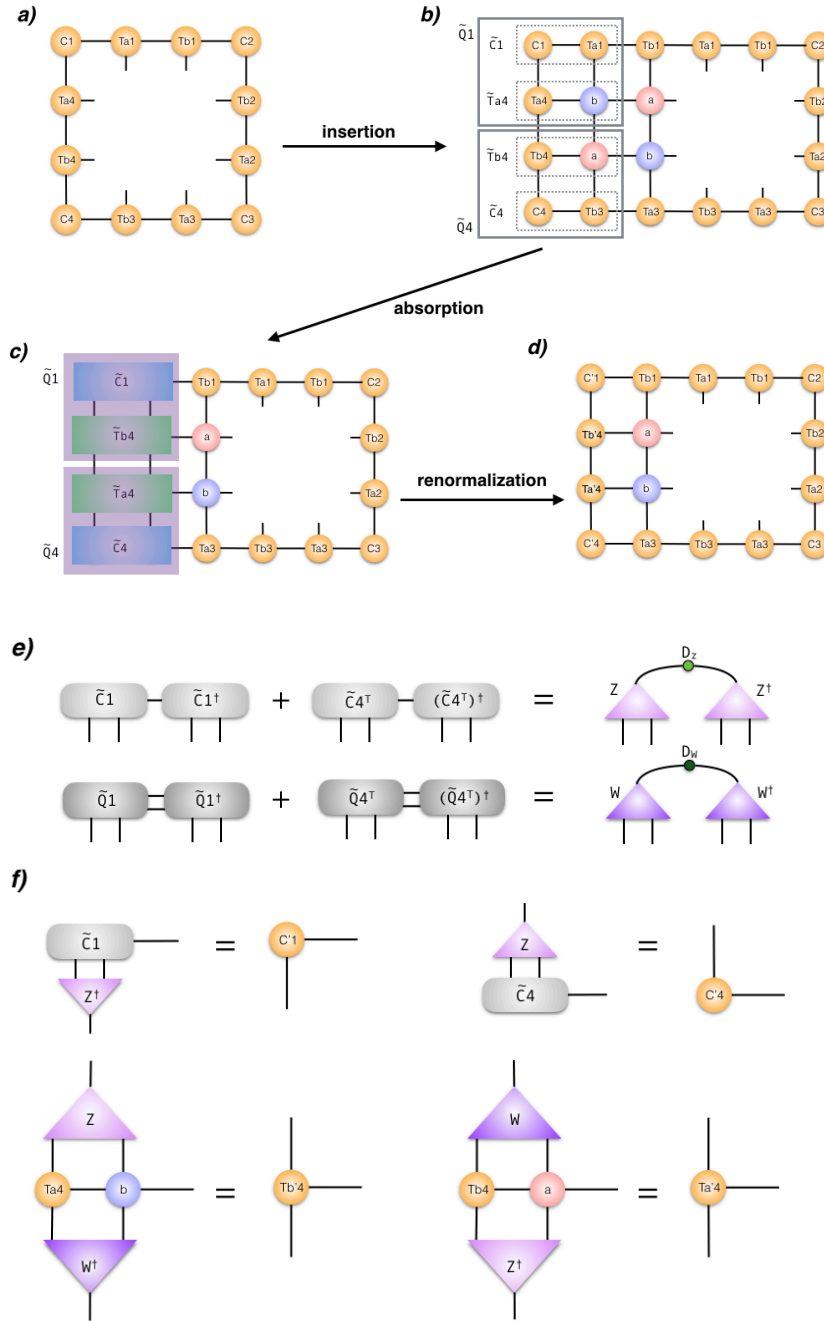 a)
C1 Ta1 Tb1 C2
Ta4 Tb2
Tb4 Ta2
C4 Tb3 Ta3 C3
insertion
b)
Q̃1 C̃1 C1 Ta1 Tb1 Ta1 Tb1 C2
T̃a4 Ta4 b a Tb2
T̃b4 Tb4 a b Ta2
Q̃4 C̃4 C4 Tb3 Ta3 Tb3 Ta3 C3
absorption
c)
Q̃1 C̃1 Tb1 Ta1 Tb1 C2
T̃b4 a Tb2
T̃a4 b Ta2
Q̃4 C̃4 Ta3 Tb3 Ta3 C3
renormalization
d)
C'1 Tb1 Ta1 Tb1 C2
Tb'4 a Tb2
Ta'4 b Ta2
C'4 Ta3 Tb3 Ta3 C3
e)
C̃1 C̃1† + C̃4ᵀ (C̃4ᵀ)† = Z D_z Z†
Q̃1 Q̃1† + Q̃4ᵀ (Q̃4ᵀ)† = W D_W W†
f)
C̃1 Z† = C'1
Z C̃4 = C'4
Z
Ta4 b = Tb'4
W†
W
Tb4 a = Ta'4
Z†